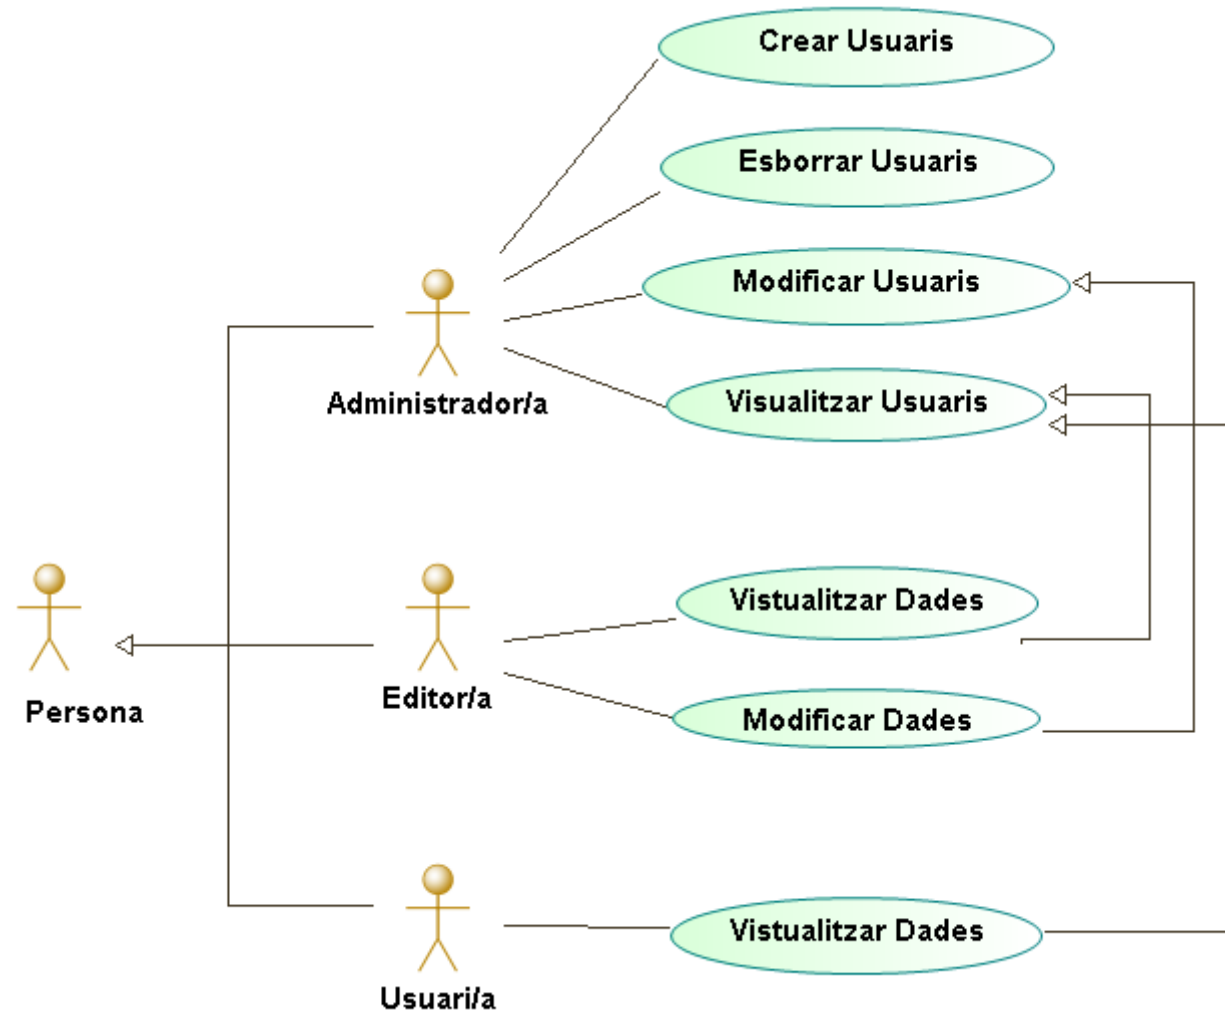 Crear Usuaris
Esborrar Usuaris
Modificar Usuaris
Administrador/a
Visualitzar Usuaris
Vistualitzar Dades
Editor/a
Persona
Modificar Dades
Vistualitzar Dades
Usuari/a